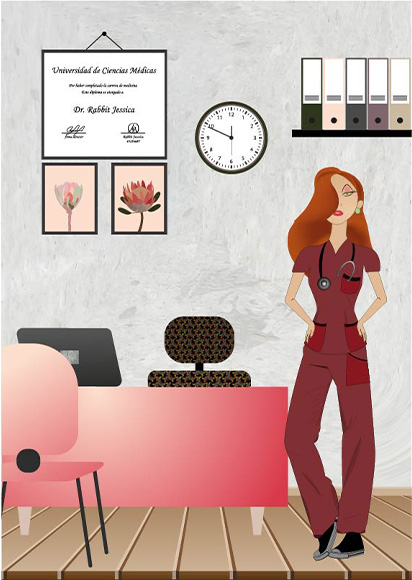 Universidad de Ciencias Médicas
Por haber completado la carrera de medicina
Este diploma es otorgado a
Dr. Rabbit Jessica
Rabbit Jessica